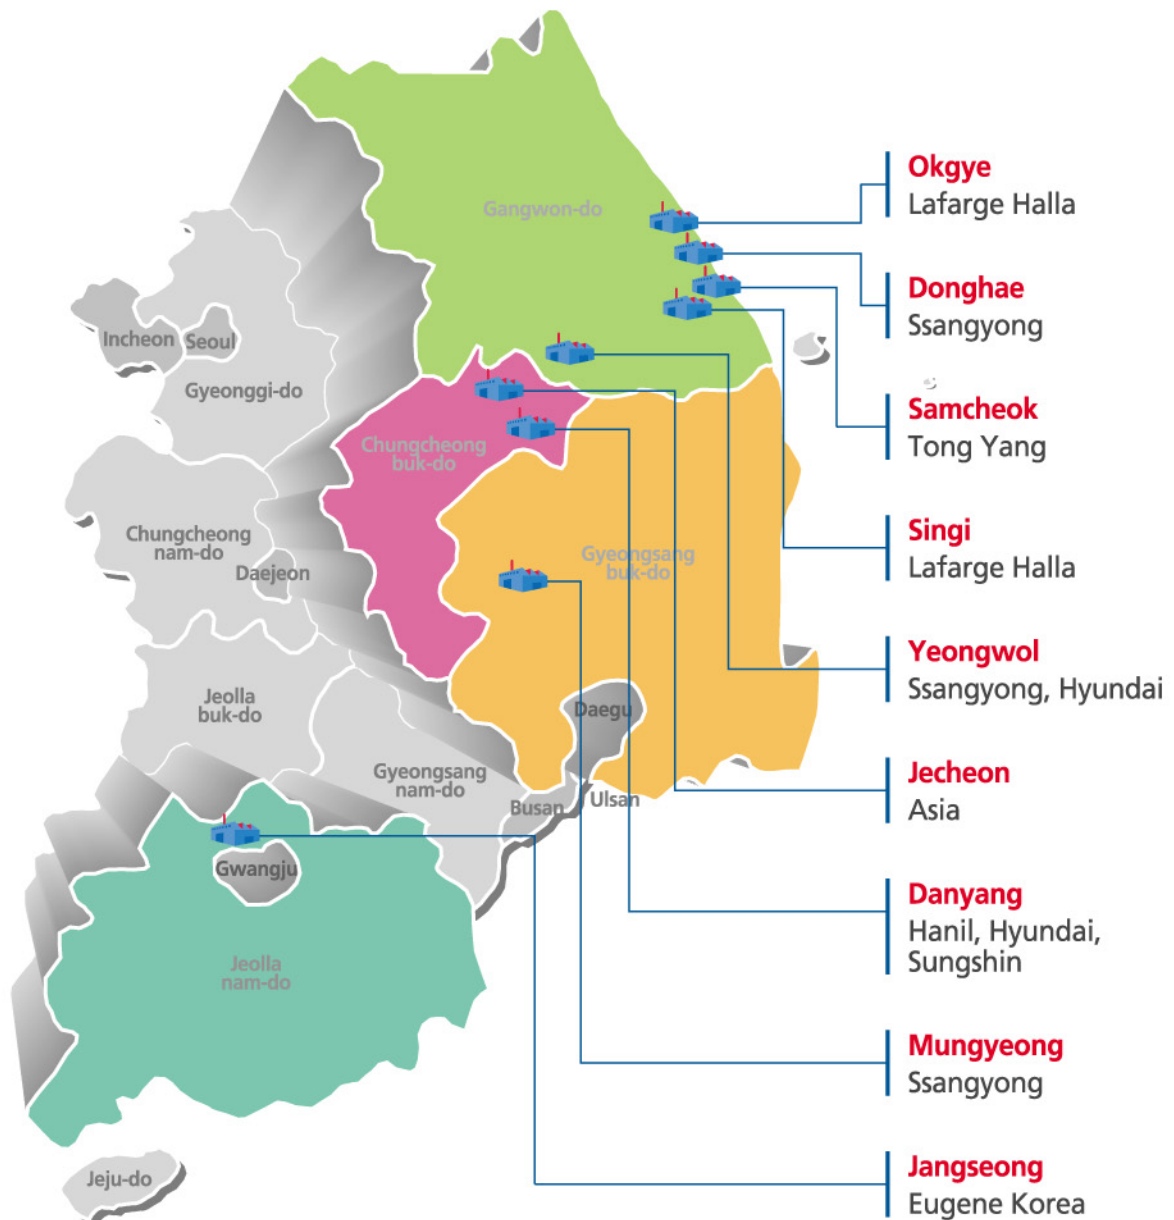 Gangwon-do
Incheon
Seoul
Gyeonggi-do
Chungcheong
buk-do
Chungcheong
nam-do
Daejeon
Gyeongsang
buk-do
Jeolla
buk-do
Daegu
Gyeongsang
nam-do
Busan
Ulsan
Gwangju
Jeolla
nam-do
Jeju-do
Okgye
Lafarge Halla
Donghae
Ssangyong
Samcheok
Tong Yang
Singi
Lafarge Halla
Yeongwol
Ssangyong, Hyundai
Jecheon
Asia
Danyang
Hanil, Hyundai,
Sungshin
Mungyeong
Ssangyong
Jangseong
Eugene Korea